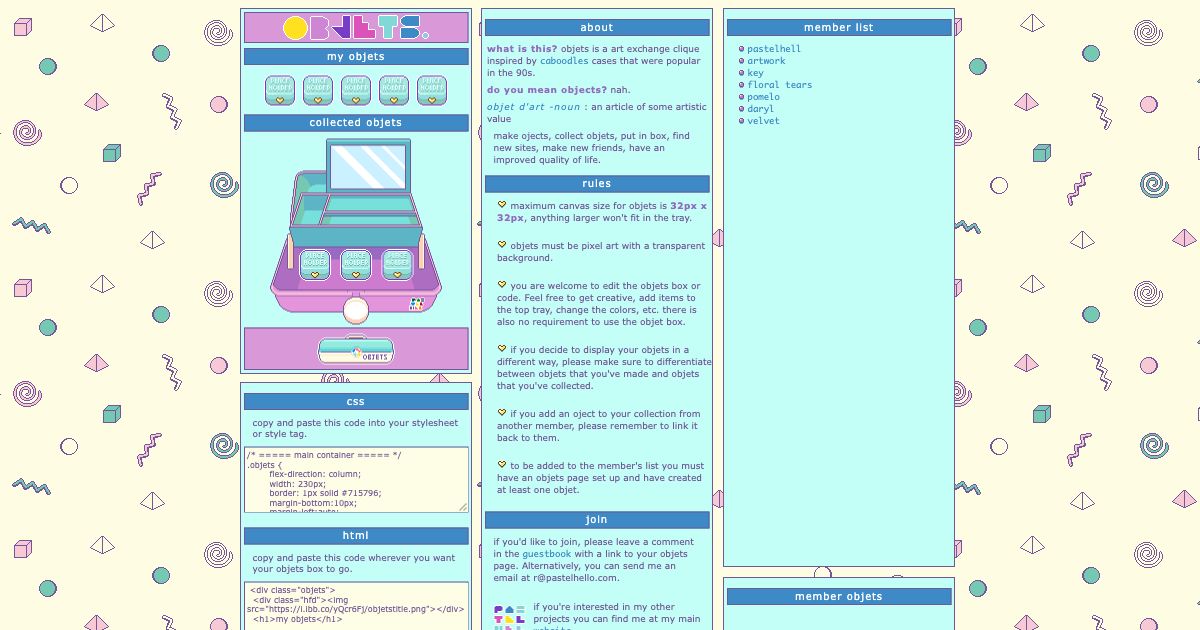 OBJETS.
my objets
PLACE HOLDER
PLACE HOLDER
PLACE HOLDER
PLACE HOLDER
PLACE HOLDER
collected objets
PLACE HOLDER
PLACE HOLDER
PLACE HOLDER
OBJETS
css
copy and paste this code into your stylesheet
or style tag.
/* ===== main container ===== */
.objets {
flex-direction: column;
width: 230px;
border: 1px solid #715796;
margin-bottom:10px;
margin-left:auto;
html
copy and paste this code wherever you want
your objets box to go.
<div class="objets">
<div class="hfd"><img
src="https://i.ibb.co/yQcr6Fj/objetstitle.png"></div>
<h1>my objets</h1>
about
what is this? objets is a art exchange clique
inspired by caboodles cases that were popular
in the 90s.
do you mean objects? nah.
objet d'art -noun : an article of some artistic
value
make ojects, collect objets, put in box, find
new sites, make new friends, have an
improved quality of life.
rules
maximum canvas size for objets is 32px x
32px, anything larger won't fit in the tray.
objets must be pixel art with a transparent
background.
you are welcome to edit the objets box or
code. Feel free to get creative, add items to
the top tray, change the colors, etc. there is
also no requirement to use the objet box.
if you decide to display your objets in a
different way, please make sure to differentiate
between objets that you've made and objets
that you've collected.
if you add an oject to your collection from
another member, please remember to link it
back to them.
to be added to the member's list you must
have an objets page set up and have created
at least one objet.
join
if you'd like to join, please leave a comment
in the guestbook with a link to your objets
page. Alternatively, you can send me an
email at r@pastelhello.com.
if you're interested in my other
projects you can find me at my main
website
member list
pastelhell
artwork
key
floral tears
pomelo
daryl
velvet
member objets